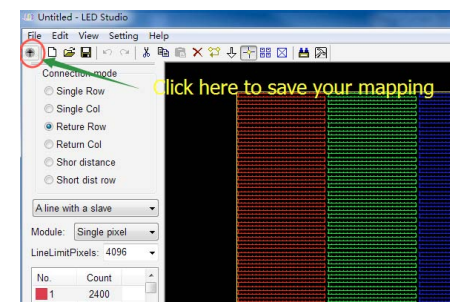 Untitled - LED Studio
File Edit View Setting Help
Connection mode
Click here to save your mapping
Single Row
Single Col
Reture Row
Return Col
Shor distance
Short dist row
A line with a slave
Module: Single pixel
LineLimitPixels: 4096
No. Count
1 2400